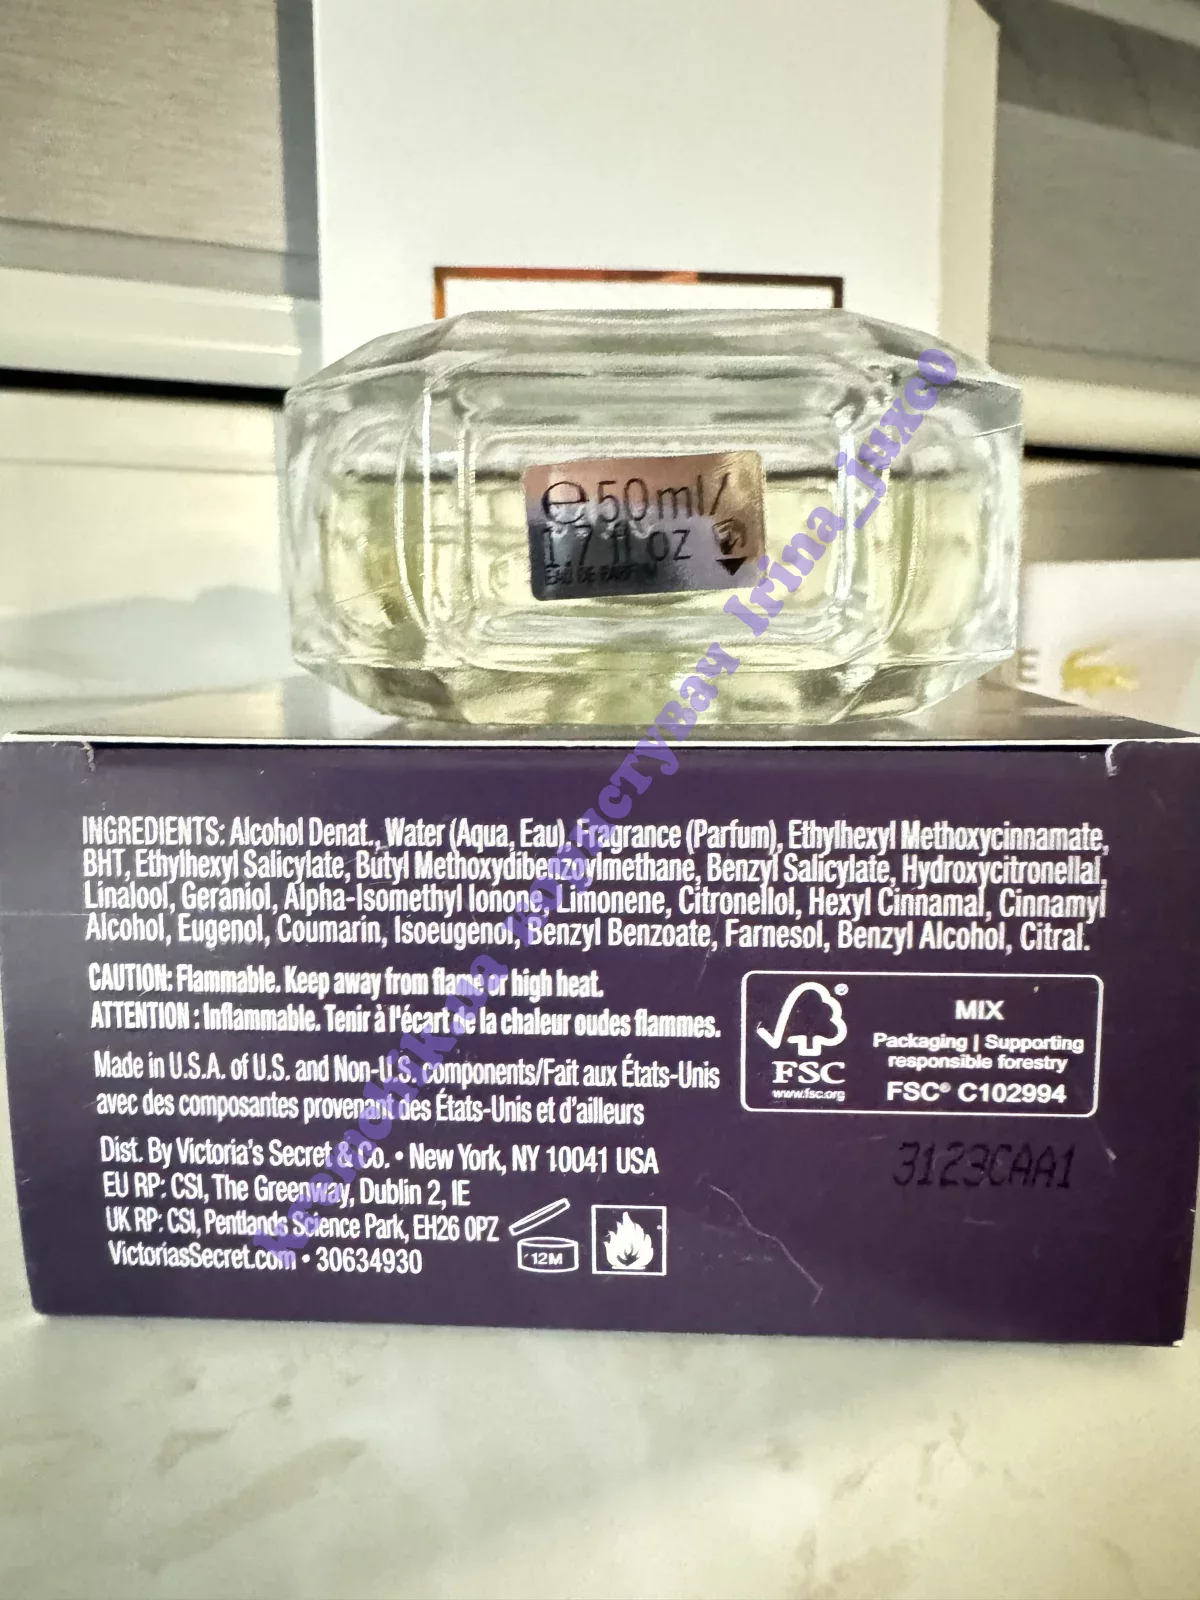 e 50ml/
1.7 fl oz
EAU DE PARFUM
E
INGREDIENTS: Alcohol Denat., Water (Aqua, Eau), Fragrance (Parfum), Ethylhexyl Methoxycinnamate,
BHT, Ethylhexyl Salicylate, Butyl Methoxydibenzoylmethane, Benzyl Salicylate, Hydroxycitronellal,
Linalool, Geraniol, Alpha-Isomethyl Ionone, Limonene, Citronellol, Hexyl Cinnamal, Cinnamyl
Alcohol, Eugenol, Coumarin, Isoeugenol, Benzyl Benzoate, Farnesol, Benzyl Alcohol, Citral.
CAUTION: Flammable. Keep away from flame or high heat.
ATTENTION : Inflammable. Tenir à l'écart de la chaleur oudes flammes.
Made in U.S.A. of U.S. and Non-U.S. components/Fait aux États-Unis
avec des composantes provenant des États-Unis et d'ailleurs
Dist. By Victoria's Secret & Co. • New York, NY 10041 USA
EU RP: CSI, The Greenway, Dublin 2, IE
UK RP: CSI, Pentlands Science Park, EH26 0PZ
VictoriasSecret.com • 30634930
12M
FSC
www.fsc.org
MIX
Packaging | Supporting
responsible forestry
FSC® C102994
3123CAA1
користувач Irina_juxco